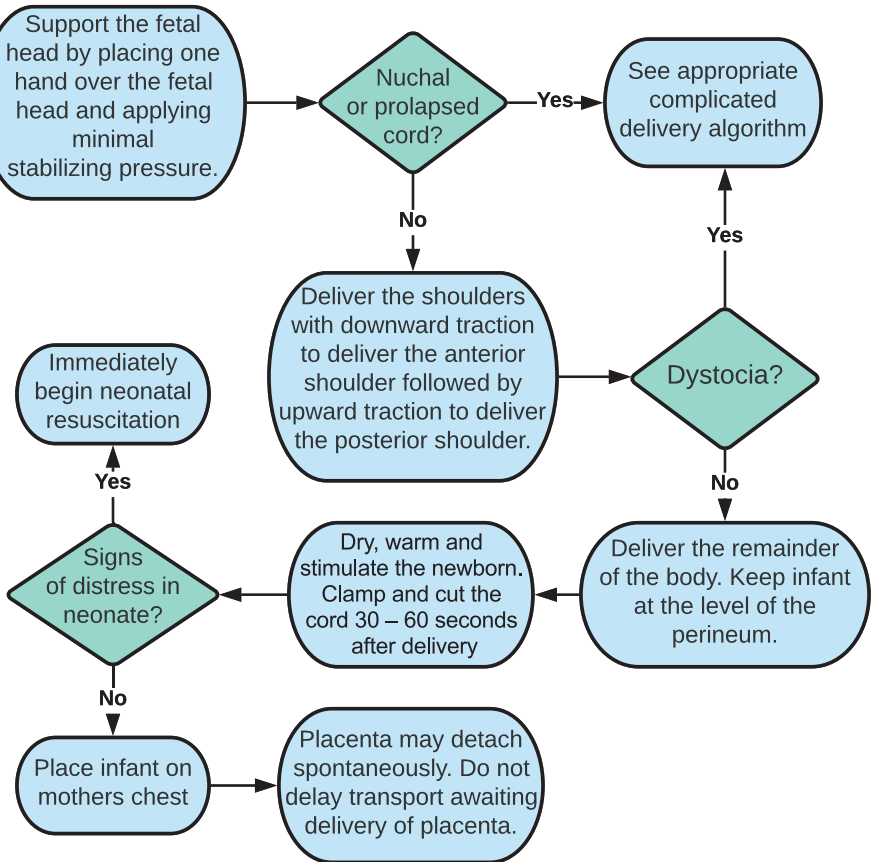 Support the fetal
head by placing one
hand over the fetal
head and applying
minimal
stabilizing pressure.
Nuchal
or prolapsed
cord?
Yes
See appropriate
complicated
delivery algorithm
No
Yes
Deliver the shoulders
with downward traction
to deliver the anterior
shoulder followed by
upward traction to deliver
the posterior shoulder.
Dystocia?
No
Deliver the remainder
of the body. Keep infant
at the level of the
perineum.
Dry, warm and
stimulate the newborn.
Clamp and cut the
cord 30 – 60 seconds
after delivery
Signs
of distress in
neonate?
Yes
Immediately
begin neonatal
resuscitation
No
Place infant on
mothers chest
Placenta may detach
spontaneously. Do not
delay transport awaiting
delivery of placenta.